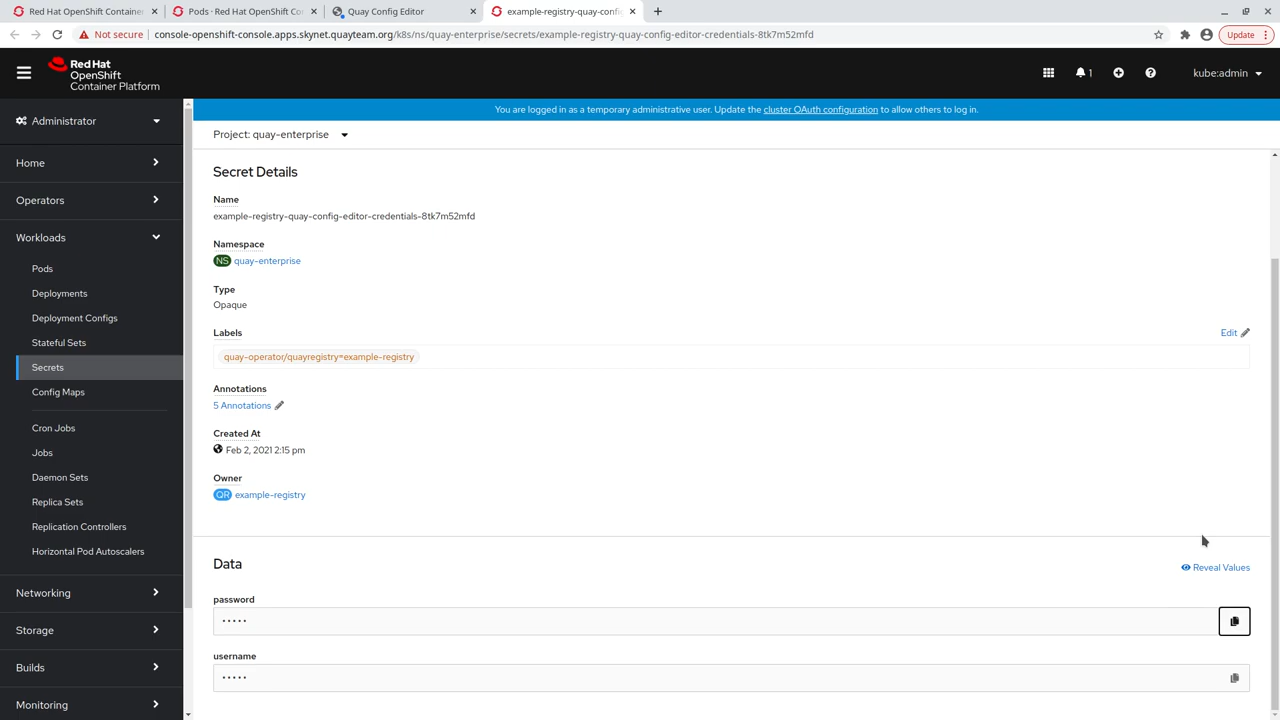 Red Hat OpenShift Container
Pods · Red Hat OpenShift Co
Quay Config Editor
example-registry-quay-confi
Not secure
console-openshift-console.apps.skynet.quayteam.org/k8s/ns/quay-enterprise/secrets/example-registry-quay-config-editor-credentials-8tk7m52mfd
Update
Red Hat
OpenShift
Container Platform
1
kube:admin
You are logged in as a temporary administrative user. Update the cluster OAuth configuration to allow others to log in.
Administrator
Home
Operators
Workloads
Pods
Deployments
Deployment Configs
Stateful Sets
Secrets
Config Maps
Cron Jobs
Jobs
Daemon Sets
Replica Sets
Replication Controllers
Horizontal Pod Autoscalers
Networking
Storage
Builds
Monitoring
Project: quay-enterprise
Secret Details
Name
example-registry-quay-config-editor-credentials-8tk7m52mfd
Namespace
NS quay-enterprise
Type
Opaque
Labels
Edit
quay-operator/quayregistry=example-registry
Annotations
5 Annotations
Created At
Feb 2, 2021 2:15 pm
Owner
QR example-registry
Data
Reveal Values
password
•••••
username
•••••